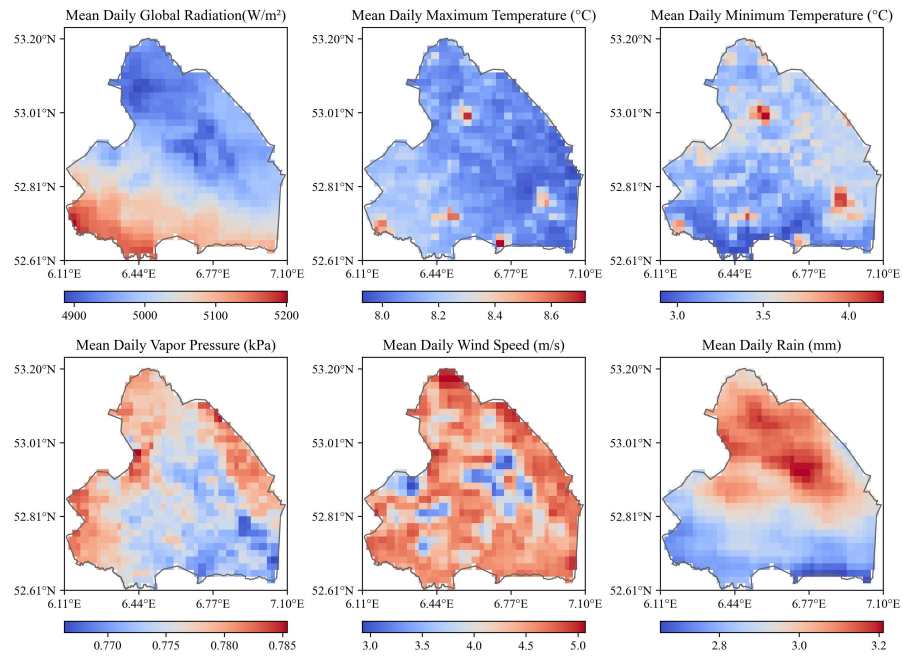 Mean Daily Global Radiation(W/m²)
53.20°N
53.01°N
52.81°N
52.61°N
6.11°E 6.44°E 6.77°E 7.10°E
4900 5000 5100 5200
Mean Daily Maximum Temperature (°C)
53.20°N
53.01°N
52.81°N
52.61°N
6.11°E 6.44°E 6.77°E 7.10°E
8.0 8.2 8.4 8.6
Mean Daily Minimum Temperature (°C)
53.20°N
53.01°N
52.81°N
52.61°N
6.11°E 6.44°E 6.77°E 7.10°E
3.0 3.5 4.0
Mean Daily Vapor Pressure (kPa)
53.20°N
53.01°N
52.81°N
52.61°N
6.11°E 6.44°E 6.77°E 7.10°E
0.770 0.775 0.780 0.785
Mean Daily Wind Speed (m/s)
53.20°N
53.01°N
52.81°N
52.61°N
6.11°E 6.44°E 6.77°E 7.10°E
3.0 3.5 4.0 4.5 5.0
Mean Daily Rain (mm)
53.20°N
53.01°N
52.81°N
52.61°N
6.11°E 6.44°E 6.77°E 7.10°E
2.8 3.0 3.2